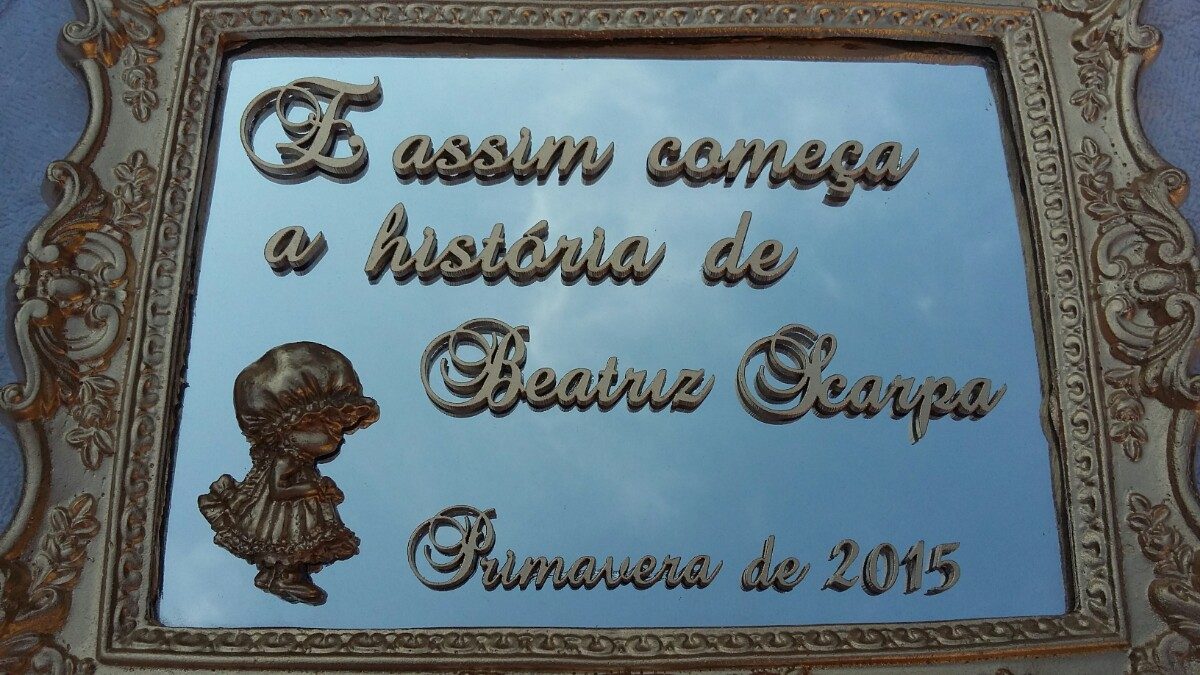 E assim começa
a história de
Beatriz Scarpa
Primavera de 2015